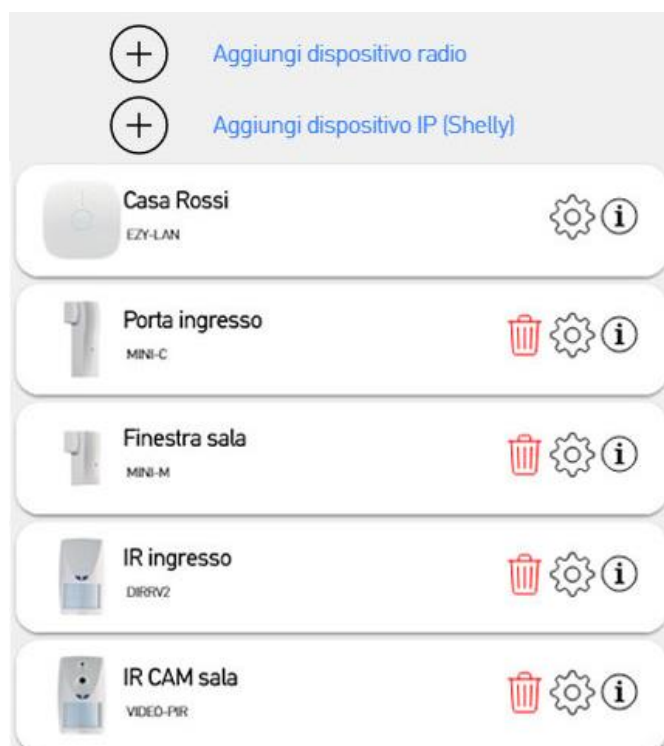 Aggiungi dispositivo radio
Aggiungi dispositivo IP (Shelly)
Casa Rossi
EZY-LAN
Porta ingresso
MINI-C
Finestra sala
MINI-M
IR ingresso
DIRRV2
IR CAM sala
VIDEO-PIR